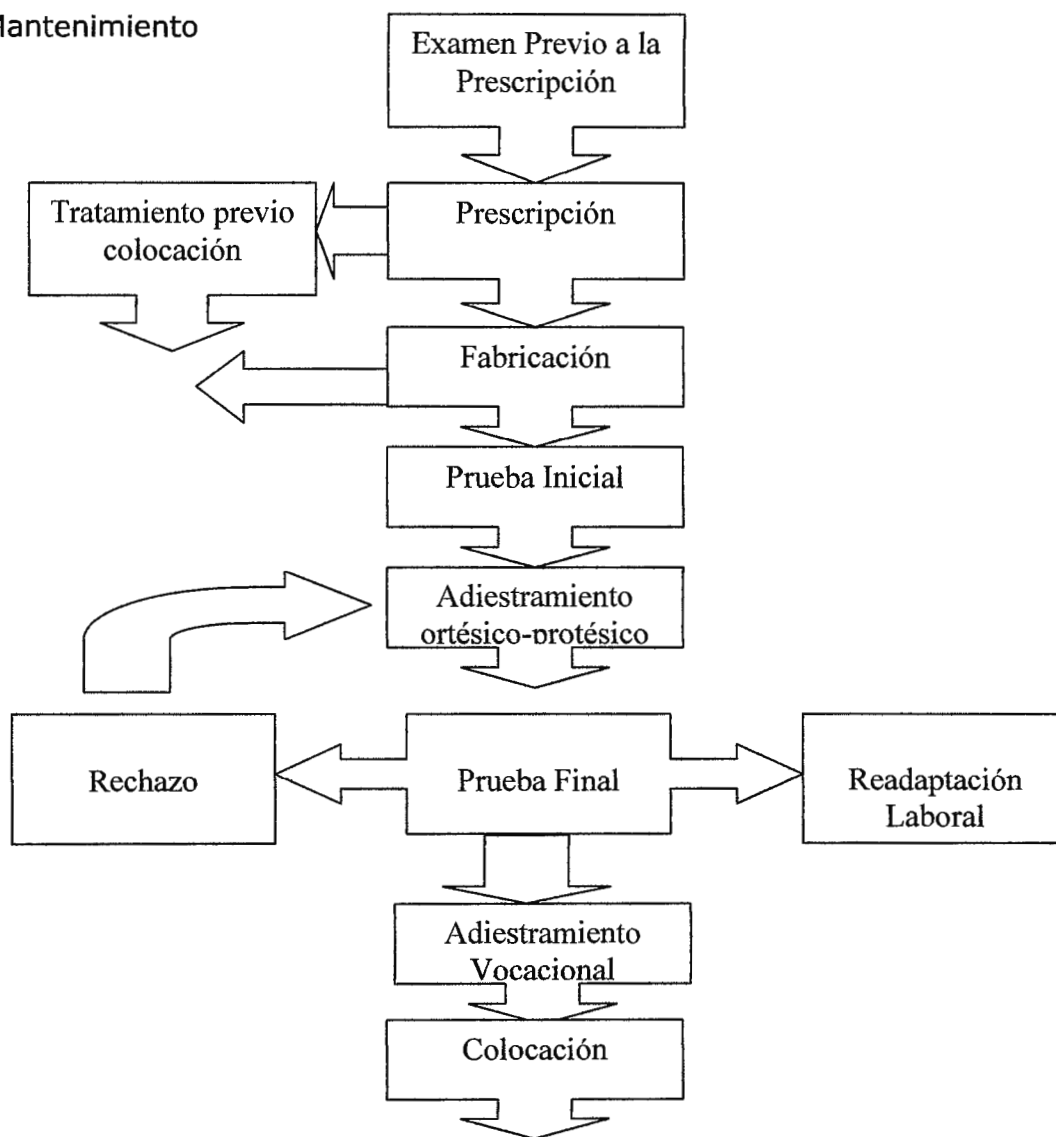 Mantenimiento
Examen Previo a la
Prescripción
Tratamiento previo
colocación
Prescripción
Fabricación
Prueba Inicial
Adiestramiento
ortésico-protésico
Rechazo
Prueba Final
Readaptación
Laboral
Adiestramiento
Vocacional
Colocación